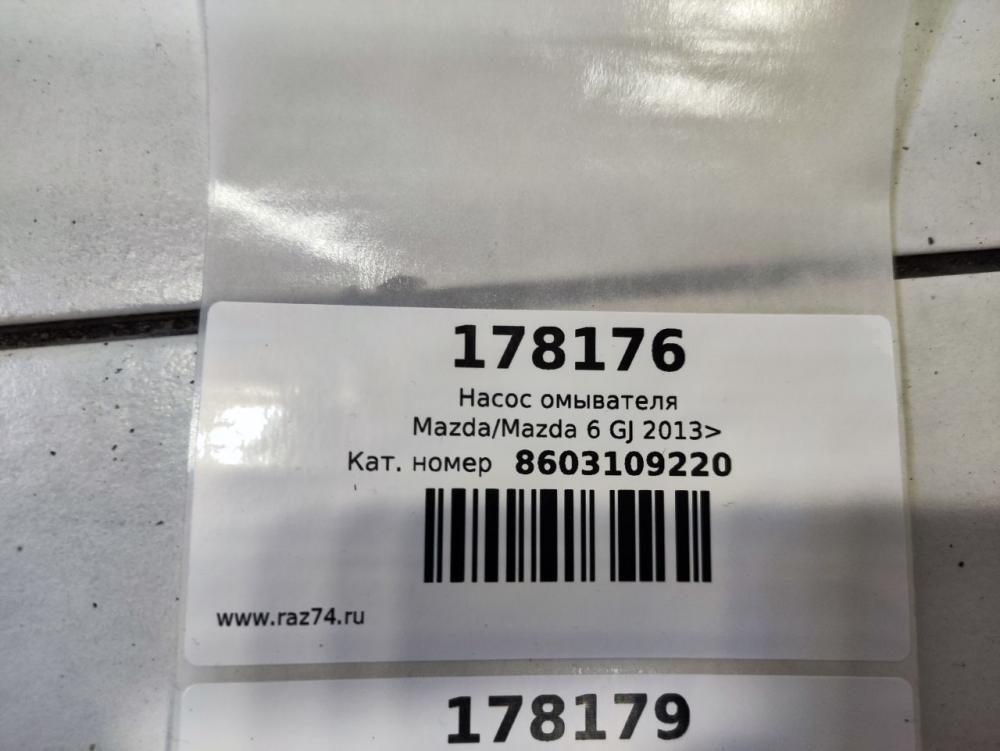 178176
Насос омывателя
Mazda/Mazda 6 GJ 2013>
Кат. номер 8603109220
www.raz74.ru
178179